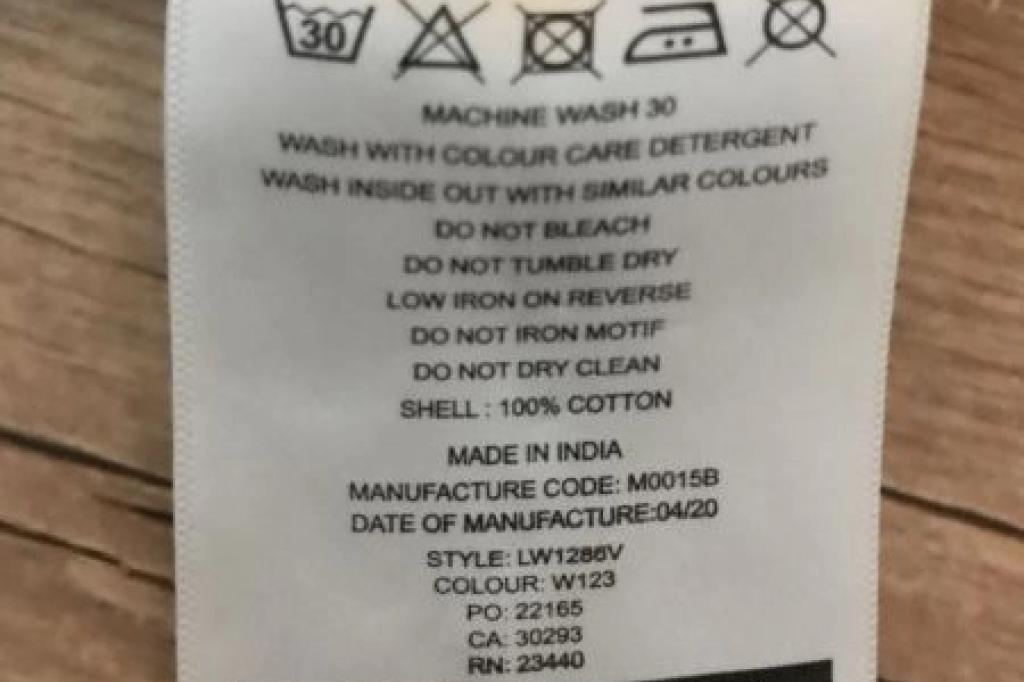 30
MACHINE WASH 30
WASH WITH COLOUR CARE DETERGENT
WASH INSIDE OUT WITH SIMILAR COLOURS
DO NOT BLEACH
DO NOT TUMBLE DRY
LOW IRON ON REVERSE
DO NOT IRON MOTIF
DO NOT DRY CLEAN
SHELL : 100% COTTON
MADE IN INDIA
MANUFACTURE CODE: M0015B
DATE OF MANUFACTURE:04/20
STYLE: LW1286V
COLOUR: W123
PO: 22165
CA: 30293
RN: 23440